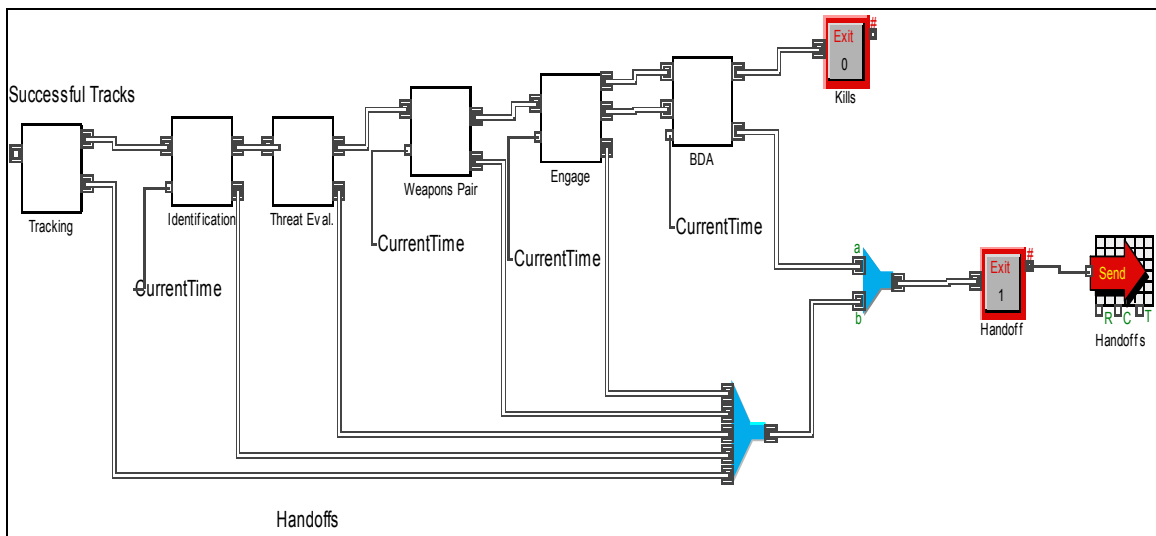 Exit
#
0
Kills
Successful Tracks
Tracking
Identification
Threat Eval.
Weapons Pair
Engage
BDA
CurrentTime
CurrentTime
CurrentTime
CurrentTime
a
b
Exit
#
1
Handoff
Send
R C T
Handoffs
Handoffs